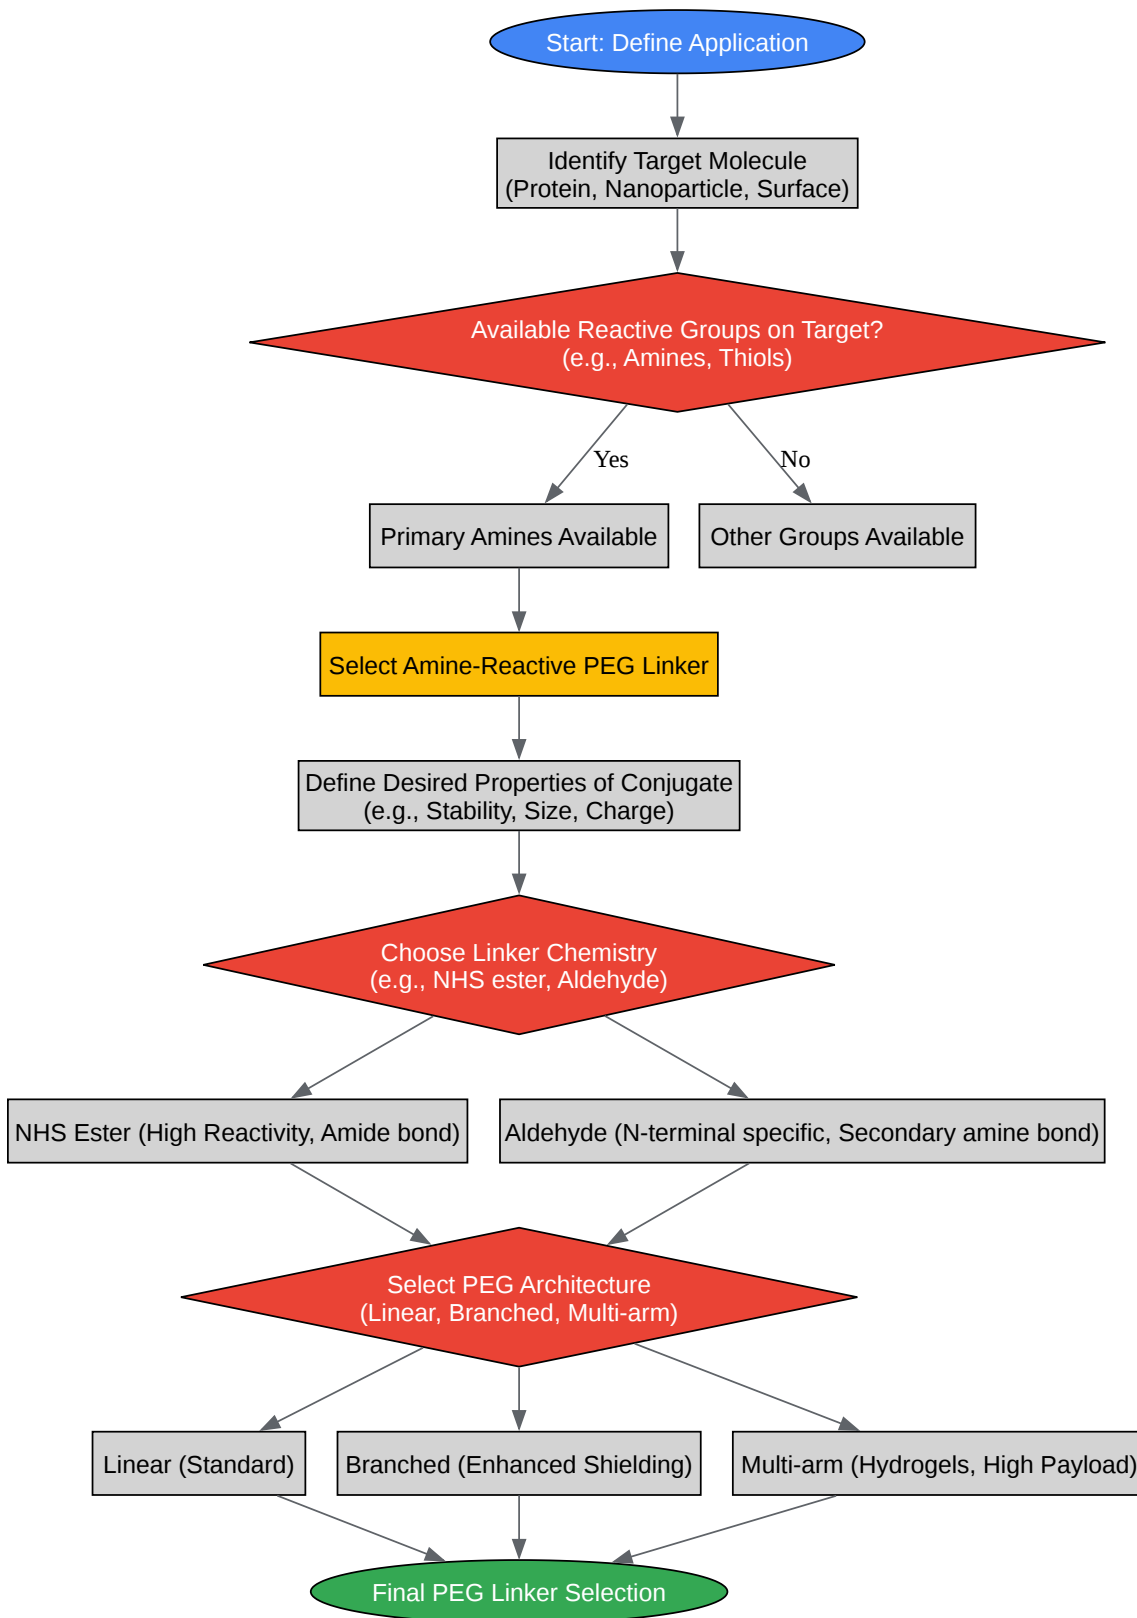 Start: Define Application
Identify Target Molecule
(Protein, Nanoparticle, Surface)
Available Reactive Groups on Target?
(e.g., Amines, Thiols)
Yes
No
Primary Amines Available
Other Groups Available
Select Amine-Reactive PEG Linker
Define Desired Properties of Conjugate
(e.g., Stability, Size, Charge)
Choose Linker Chemistry
(e.g., NHS ester, Aldehyde)
NHS Ester (High Reactivity, Amide bond)
Aldehyde (N-terminal specific, Secondary amine bond)
Select PEG Architecture
(Linear, Branched, Multi-arm)
Linear (Standard)
Branched (Enhanced Shielding)
Multi-arm (Hydrogels, High Payload)
Final PEG Linker Selection